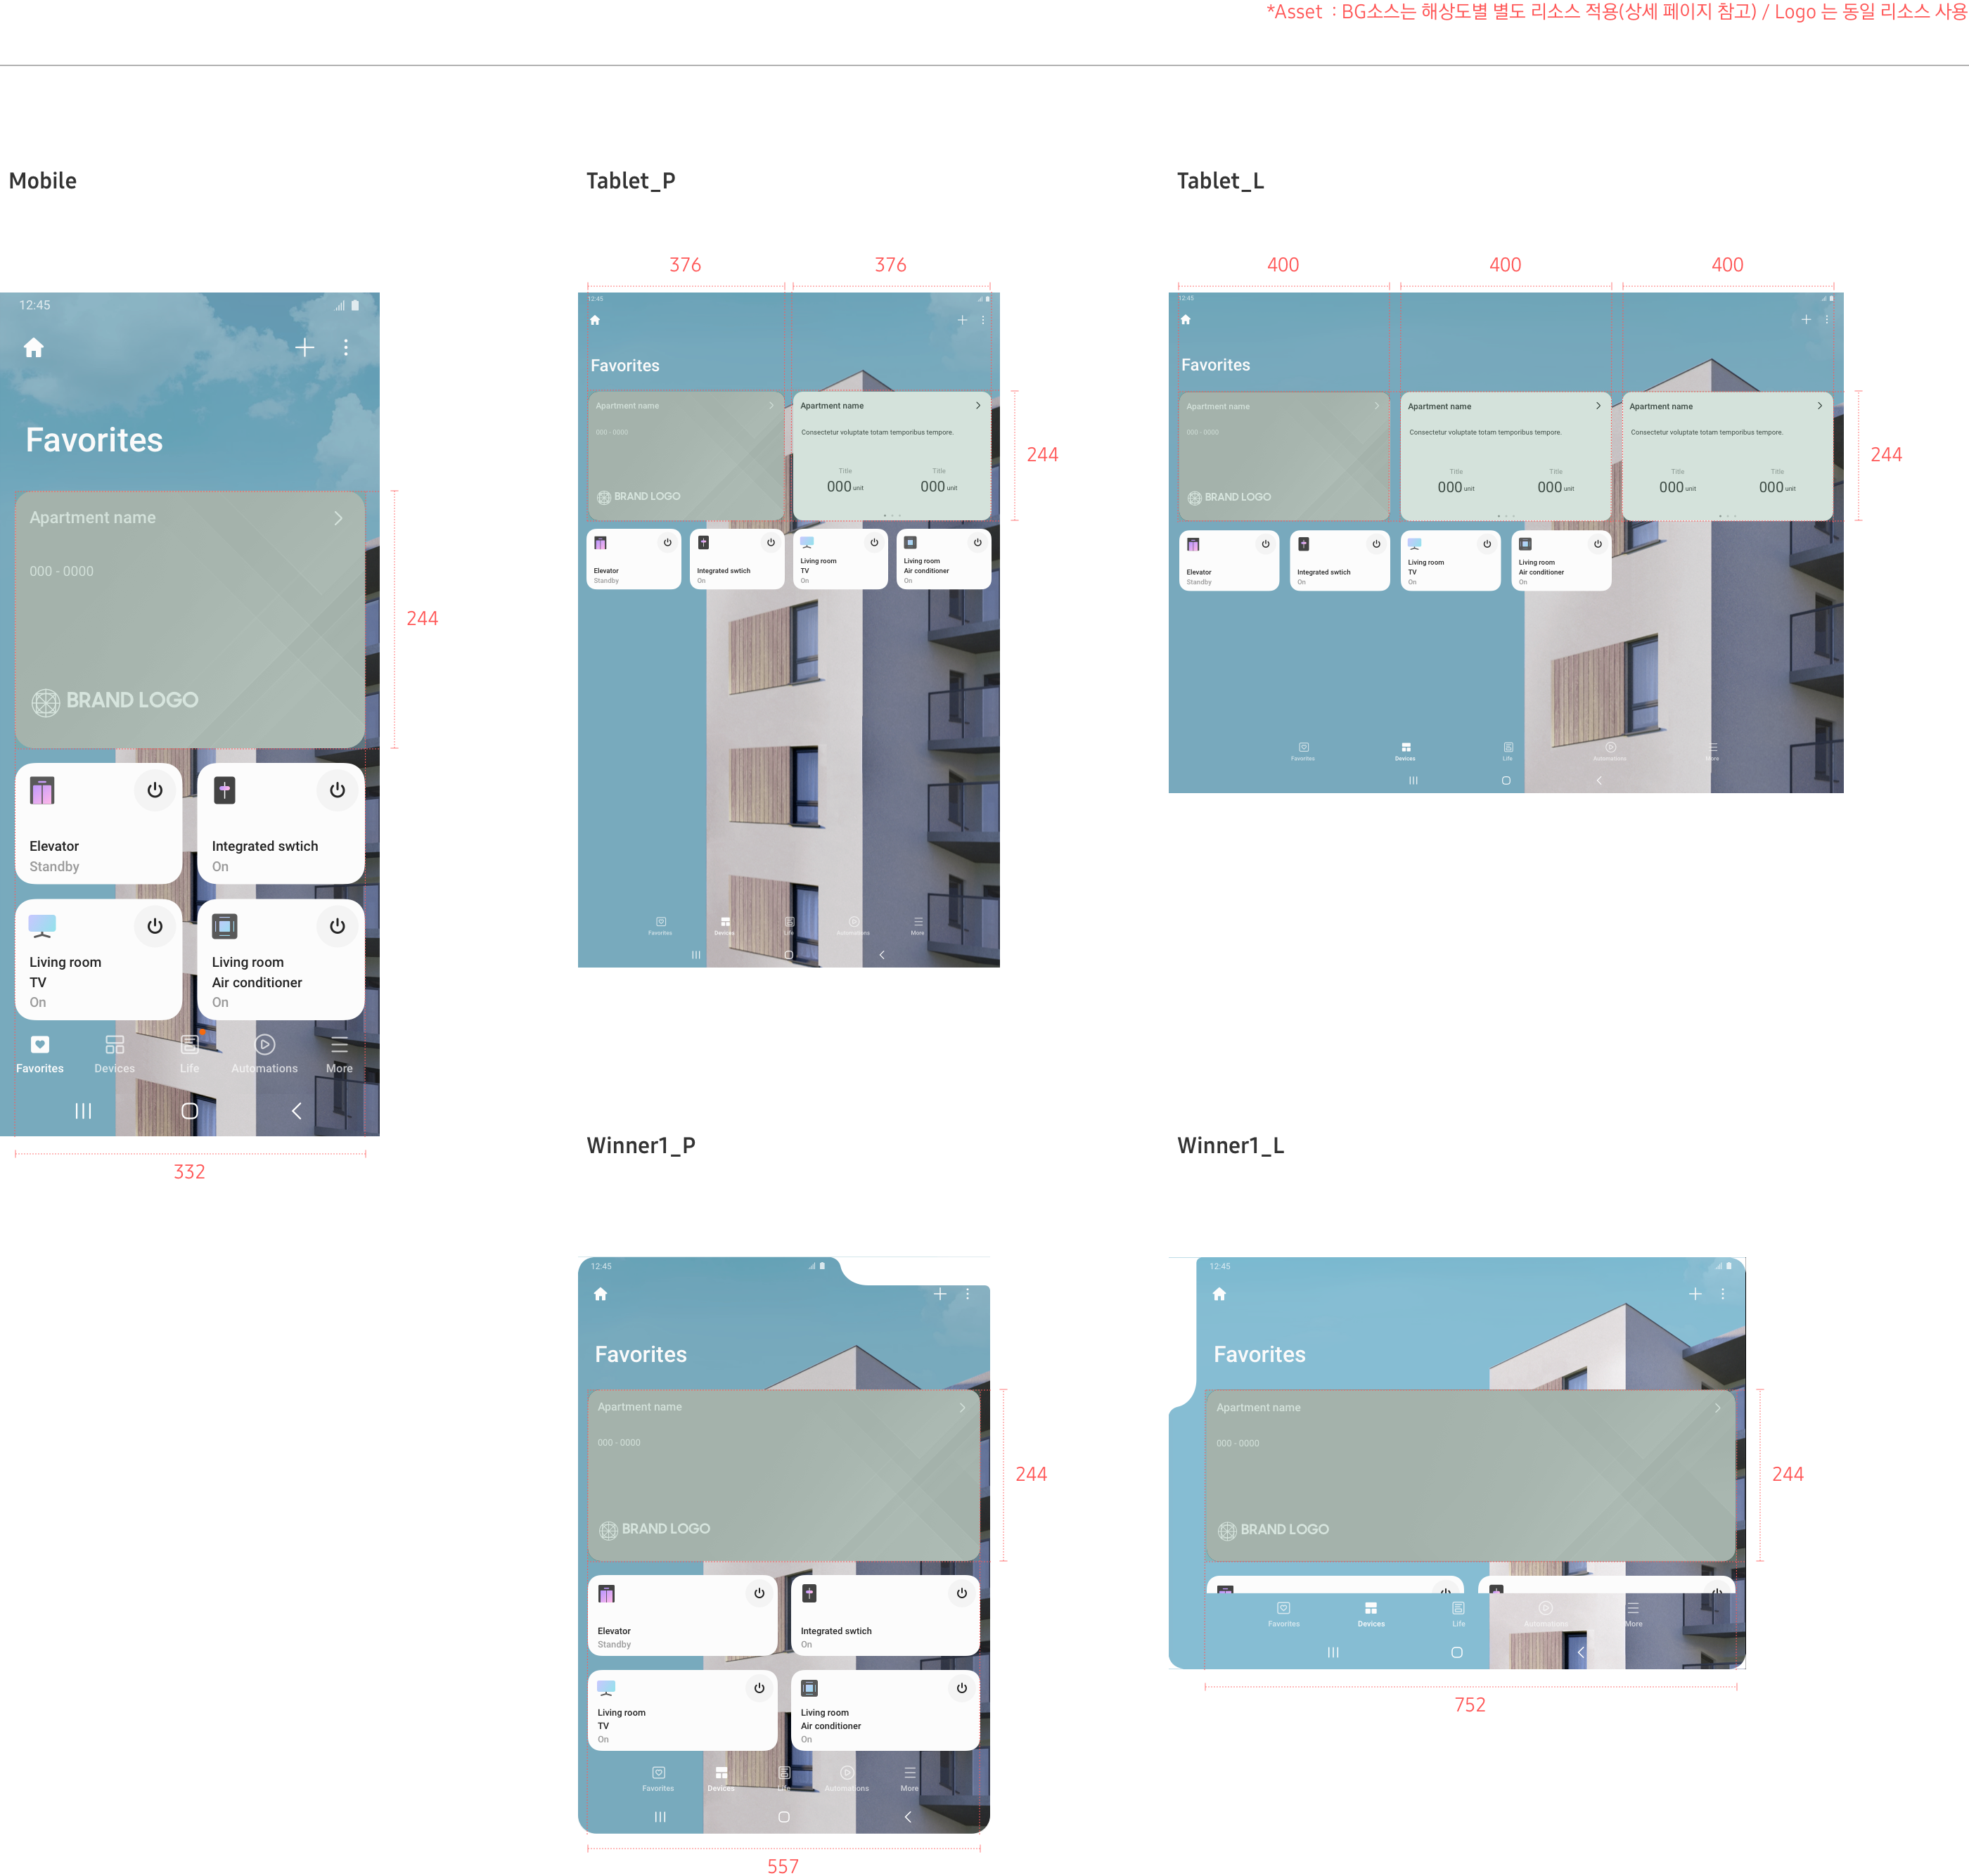 *Asset : BG소스는 해상도별 별도 리소스 적용(상세 페이지 참고) / Logo 는 동일 리소스 사용
Mobile
12:45
Favorites
Apartment name
000 - 0000
BRAND LOGO
244
Elevator
Standby
Integrated swtich
On
Living room
TV
On
Living room
Air conditioner
On
Favorites
Devices
Life
Automations
More
332
Tablet_P
376
376
12:45
Favorites
Apartment name
000 - 0000
BRAND LOGO
Apartment name
Consectetur voluptate totam temporibus tempore.
Title
000 unit
Title
000 unit
244
Elevator
Standby
Integrated swtich
On
Living room
TV
On
Living room
Air conditioner
On
Favorites
Devices
Life
Automations
More
Tablet_L
400
400
400
12:45
Favorites
Apartment name
000 - 0000
BRAND LOGO
Apartment name
Consectetur voluptate totam temporibus tempore.
Title
000 unit
Title
000 unit
Apartment name
Consectetur voluptate totam temporibus tempore.
Title
000 unit
Title
000 unit
244
Elevator
Standby
Integrated swtich
On
Living room
TV
On
Living room
Air conditioner
On
Favorites
Devices
Life
Automations
More
Winner1_P
12:45
Favorites
Apartment name
000 - 0000
BRAND LOGO
244
Elevator
Standby
Integrated swtich
On
Living room
TV
On
Living room
Air conditioner
On
Favorites
Devices
Life
Automations
More
557
Winner1_L
12:45
Favorites
Apartment name
000 - 0000
BRAND LOGO
244
Favorites
Devices
Life
Automations
More
752